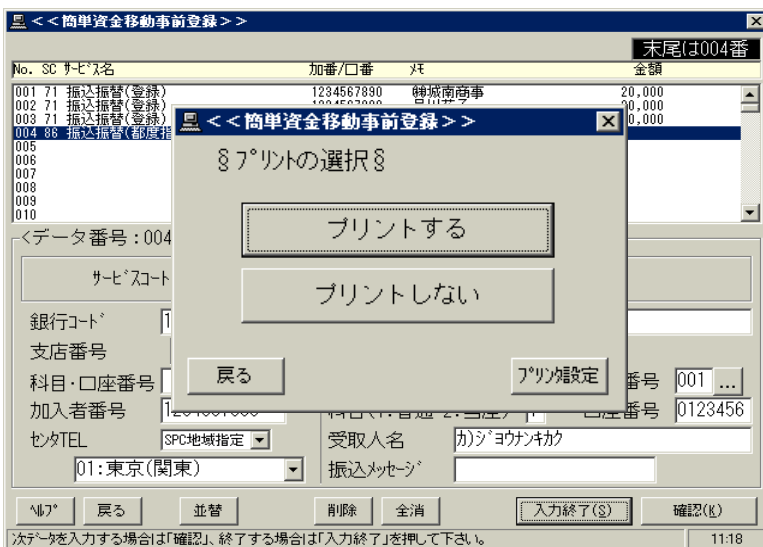 <<簡単資金移動事前登録>>
末尾は004番
No. SC ｻｰﾋﾞｽ名 加番/口番 ﾒﾓ 金額
001 71 振込振替(登録) 1234567890 ㈱城南商事 20,000
002 71 振込振替(登録)
003 71 振込振替(登録)
004 86 振込振替(都度指
005
006
007
008
009
010
<<簡単資金移動事前登録>>
§ﾌﾟﾘﾝﾄの選択§
プリントする
プリントしない
戻る
ﾌﾟﾘﾝﾀ設定
<データ番号:004
ｻｰﾋﾞｽｺｰﾄ
銀行ｺｰﾄﾞ
支店番号
科目・口座番号
番号 001 ...
加入者番号
口座番号 0123456
ｾﾝﾀTEL SPC地域指定
受取人名 ｶ)ｼﾞﾖｳﾅﾝｷｶｸ
01:東京(関東)
振込ﾒｯｾｰｼﾞ
ﾍﾙﾌﾟ 戻る 並替 削除 全消 入力終了(S) 確認(K)
次ﾃﾞｰﾀを入力する場合は｢確認｣、終了する場合は｢入力終了｣を押して下さい。 11:18